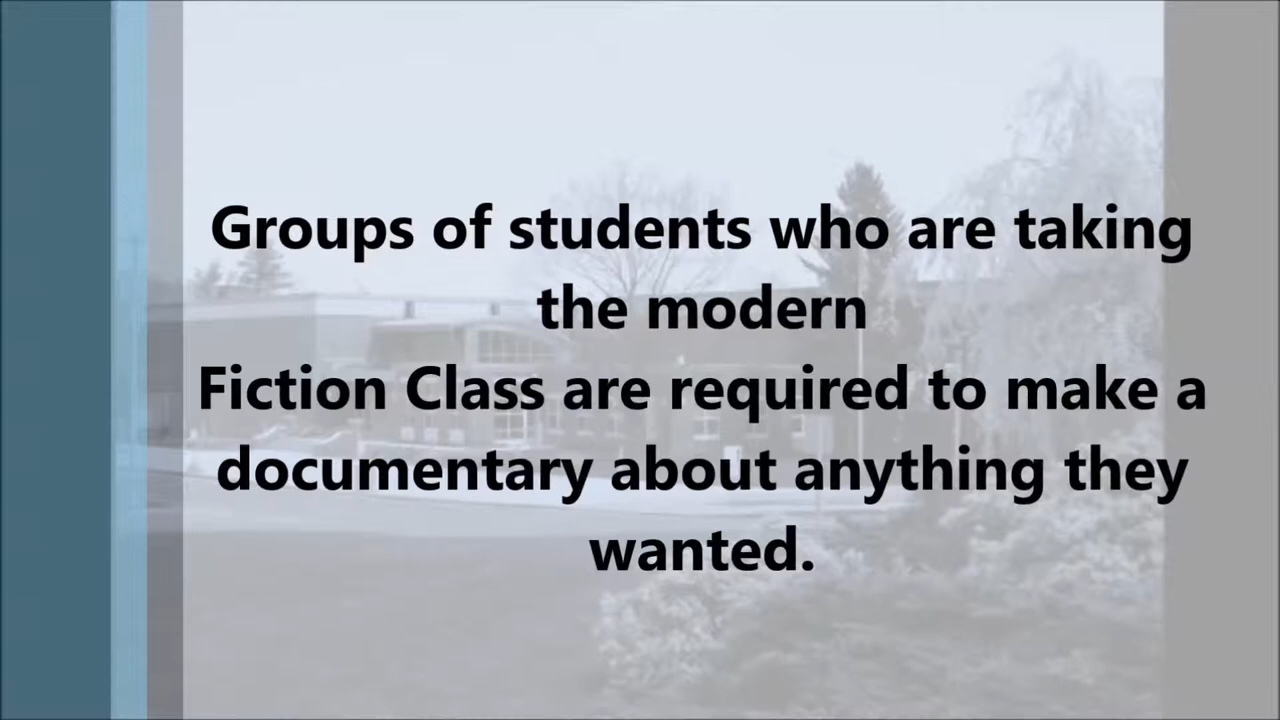 Groups of students who are taking
the modern
Fiction Class are required to make a
documentary about anything they
wanted.